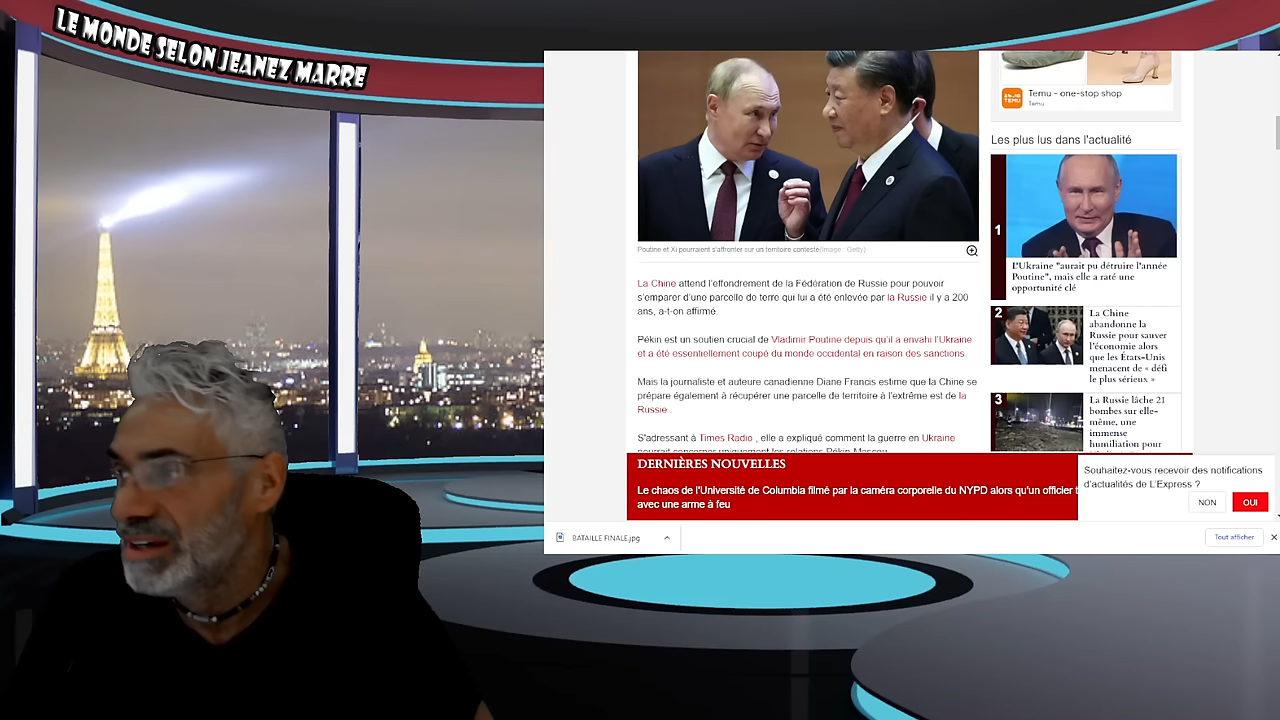 LE MONDE SELON JEANEZ MARRE
Temu - one-stop shop
Temu
Les plus lus dans l'actualité
Poutine et Xi pourraient s'affronter sur un territoire contesté(Image : Getty)
La Chine attend l'effondrement de la Fédération de Russie pour pouvoir
s'emparer d'une parcelle de terre qui lui a été enlevée par la Russie il y a 200
ans, a-t-on affirmé.
Pékin est un soutien crucial de Vladimir Poutine depuis qu'il a envahi l'Ukraine
et a été essentiellement coupé du monde occidental en raison des sanctions.
Mais la journaliste et auteure canadienne Diane Francis estime que la Chine se
prépare également à récupérer une parcelle de territoire à l'extrême est de la
Russie .
S'adressant à Times Radio , elle a expliqué comment la guerre en Ukraine
pourrait concerner uniquement les relations Pékin-Moscou
1
L'Ukraine "aurait pu détruire l'année
Poutine", mais elle a raté une
opportunité clé
2
La Chine
abandonne la
Russie pour sauver
l'économie alors
que les États-Unis
menacent de « défi
le plus sérieux »
3
La Russie lâche 21
bombes sur elle-
même, une
immense
humiliation pour
DERNIÈRES NOUVELLES
Le chaos de l'Université de Columbia filmé par la caméra corporelle du NYPD alors qu'un officier t
avec une arme à feu
Souhaitez-vous recevoir des notifications
d'actualités de L'Express ?
NON
OUI
BATAILLE FINALE.jpg
Tout afficher